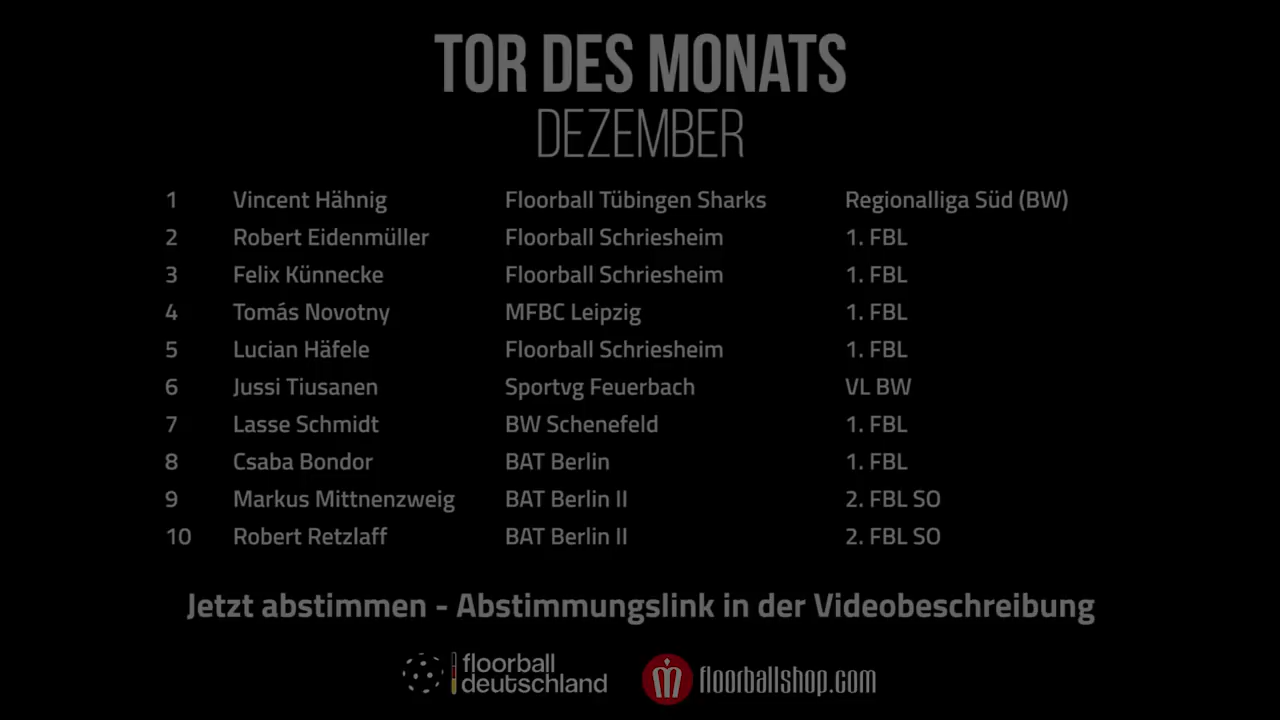 TOR DES MONATS
DEZEMBER
1 Vincent Hähnig Floorball Tübingen Sharks Regionalliga Süd (BW)
2 Robert Eidenmüller Floorball Schriesheim 1. FBL
3 Felix Künnecke Floorball Schriesheim 1. FBL
4 Tomás Novotny MFBC Leipzig 1. FBL
5 Lucian Häfele Floorball Schriesheim 1. FBL
6 Jussi Tiusanen Sportvg Feuerbach VL BW
7 Lasse Schmidt BW Schenefeld 1. FBL
8 Csaba Bondor BAT Berlin 1. FBL
9 Markus Mittnenzweig BAT Berlin II 2. FBL SO
10 Robert Retzlaff BAT Berlin II 2. FBL SO
Jetzt abstimmen - Abstimmungslink in der Videobeschreibung
floorball deutschland floorballshop.com